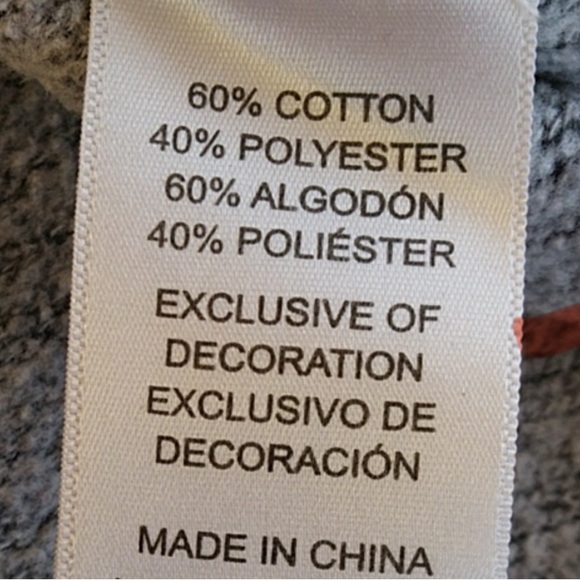 60% COTTON
40% POLYESTER
60% ALGODÓN
40% POLIÉSTER
EXCLUSIVE OF
DECORATION
EXCLUSIVO DE
DECORACIÓN
MADE IN CHINA